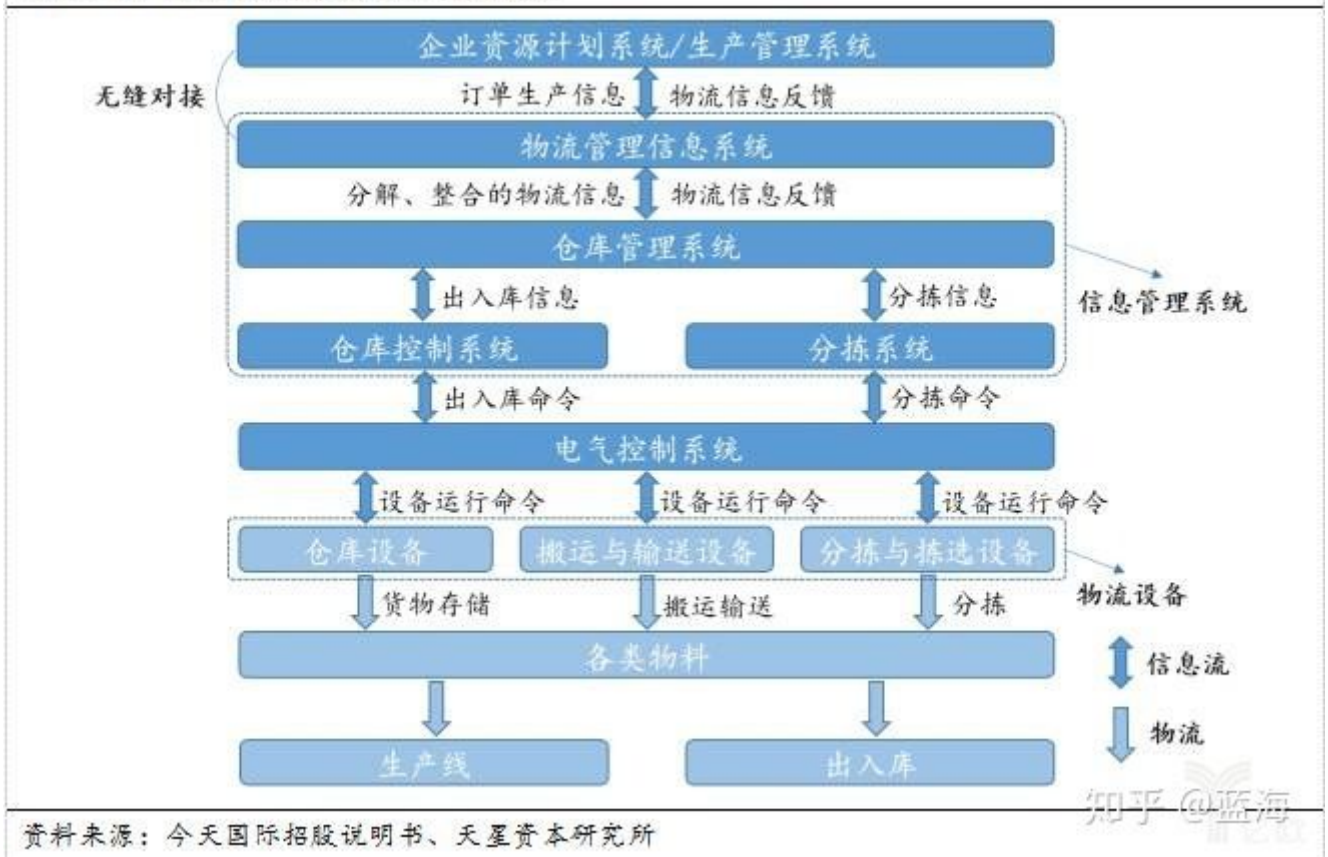 企业资源计划系统/生产管理系统
无缝对接
订单生产信息 物流信息反馈
物流管理信息系统
分解、整合的物流信息 物流信息反馈
仓库管理系统
出入库信息 分拣信息
信息管理系统
仓库控制系统 分拣系统
出入库命令 分拣命令
电气控制系统
设备运行命令 设备运行命令 设备运行命令
仓库设备 搬运与输送设备 分拣与拣选设备
物流设备
货物存储 搬运输送 分拣
各类物料
信息流
物流
生产线 出入库
知乎 @蓝海
资料来源：今天国际招股说明书、天星资本研究所